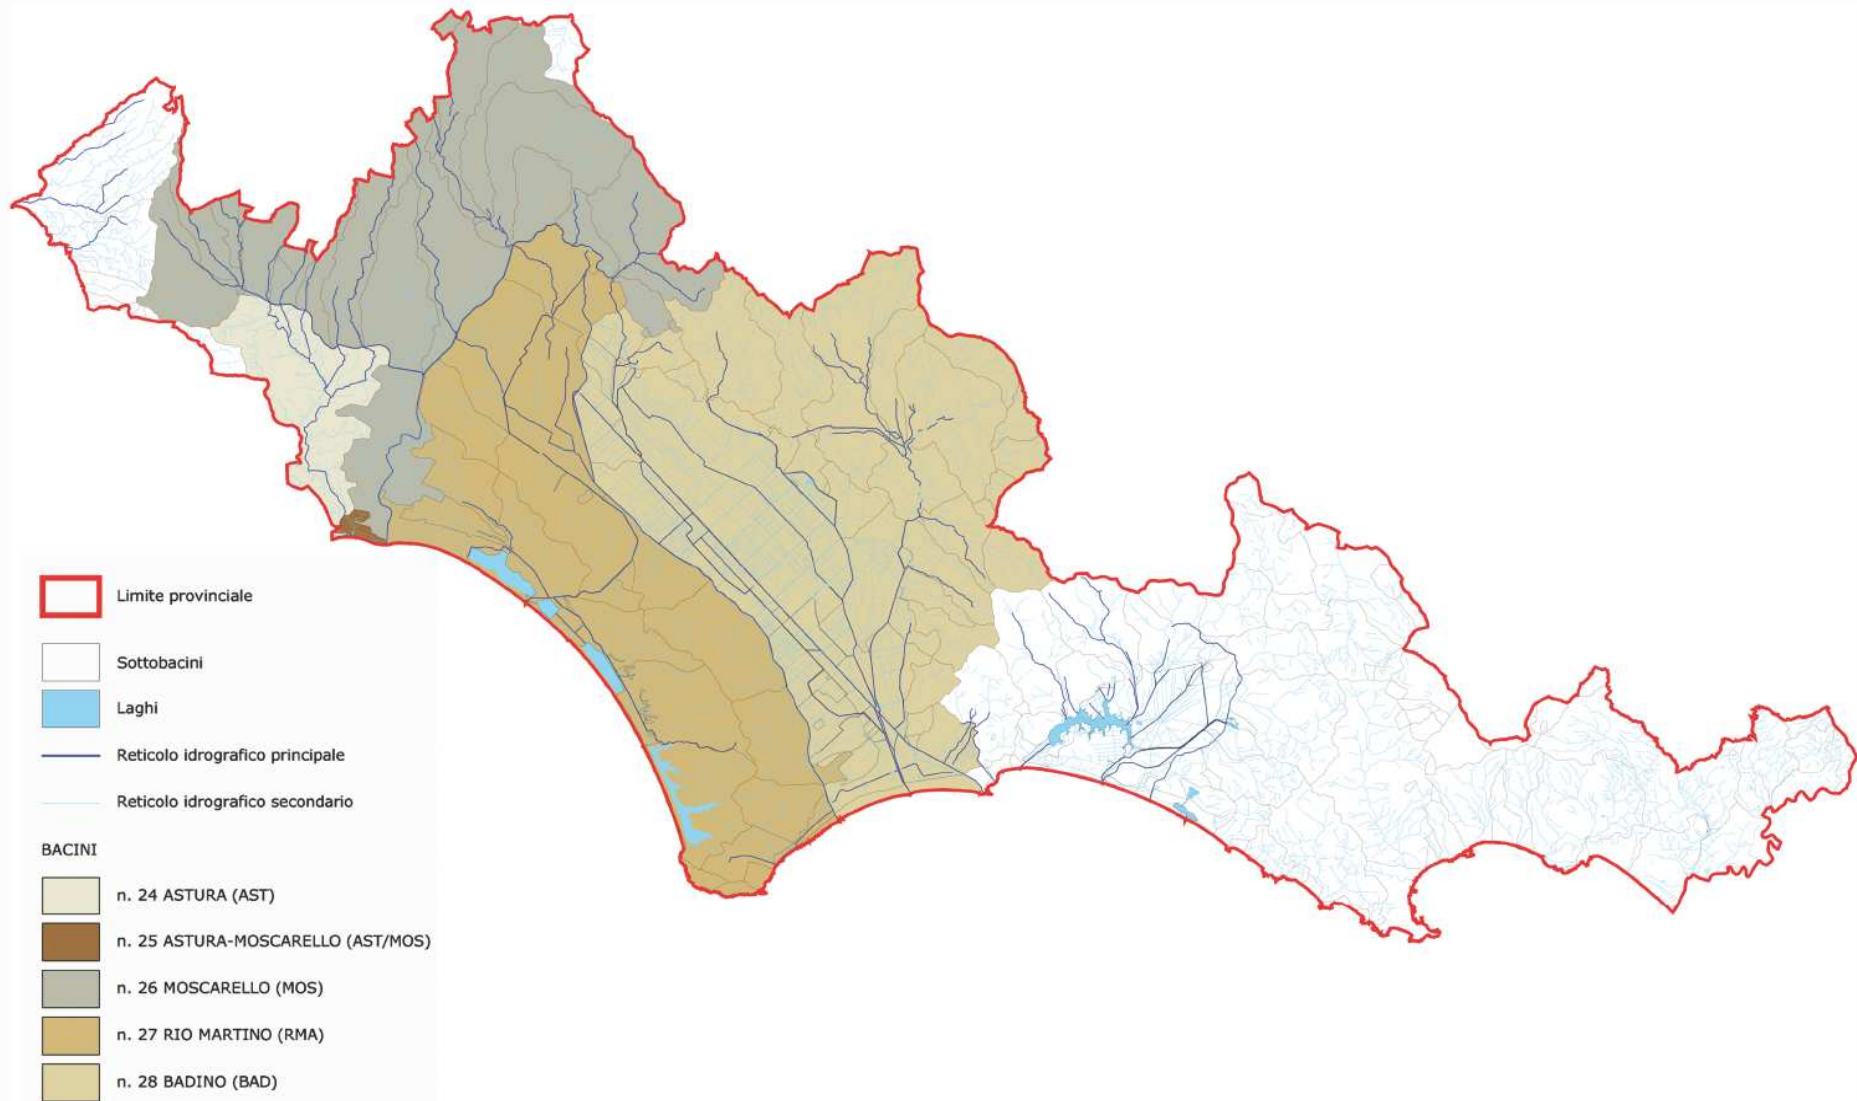 Limite provinciale
Sottobacini
Laghi
Reticolo idrografico principale
Reticolo idrografico secondario
BACINI
n. 24 ASTURA (AST)
n. 25 ASTURA-MOSCARELLO (AST/MOS)
n. 26 MOSCARELLO (MOS)
n. 27 RIO MARTINO (RMA)
n. 28 BADINO (BAD)